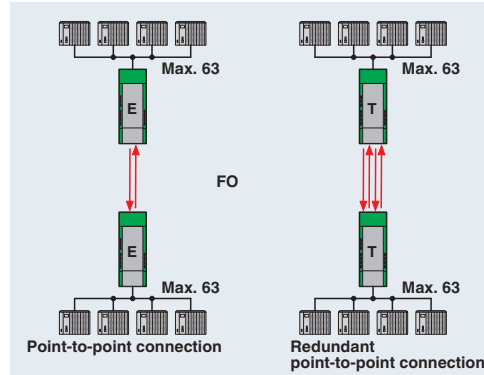 Max. 63
Max. 63
E
T
FO
E
T
Max. 63
Max. 63
Point-to-point connection
Redundant
point-to-point connection